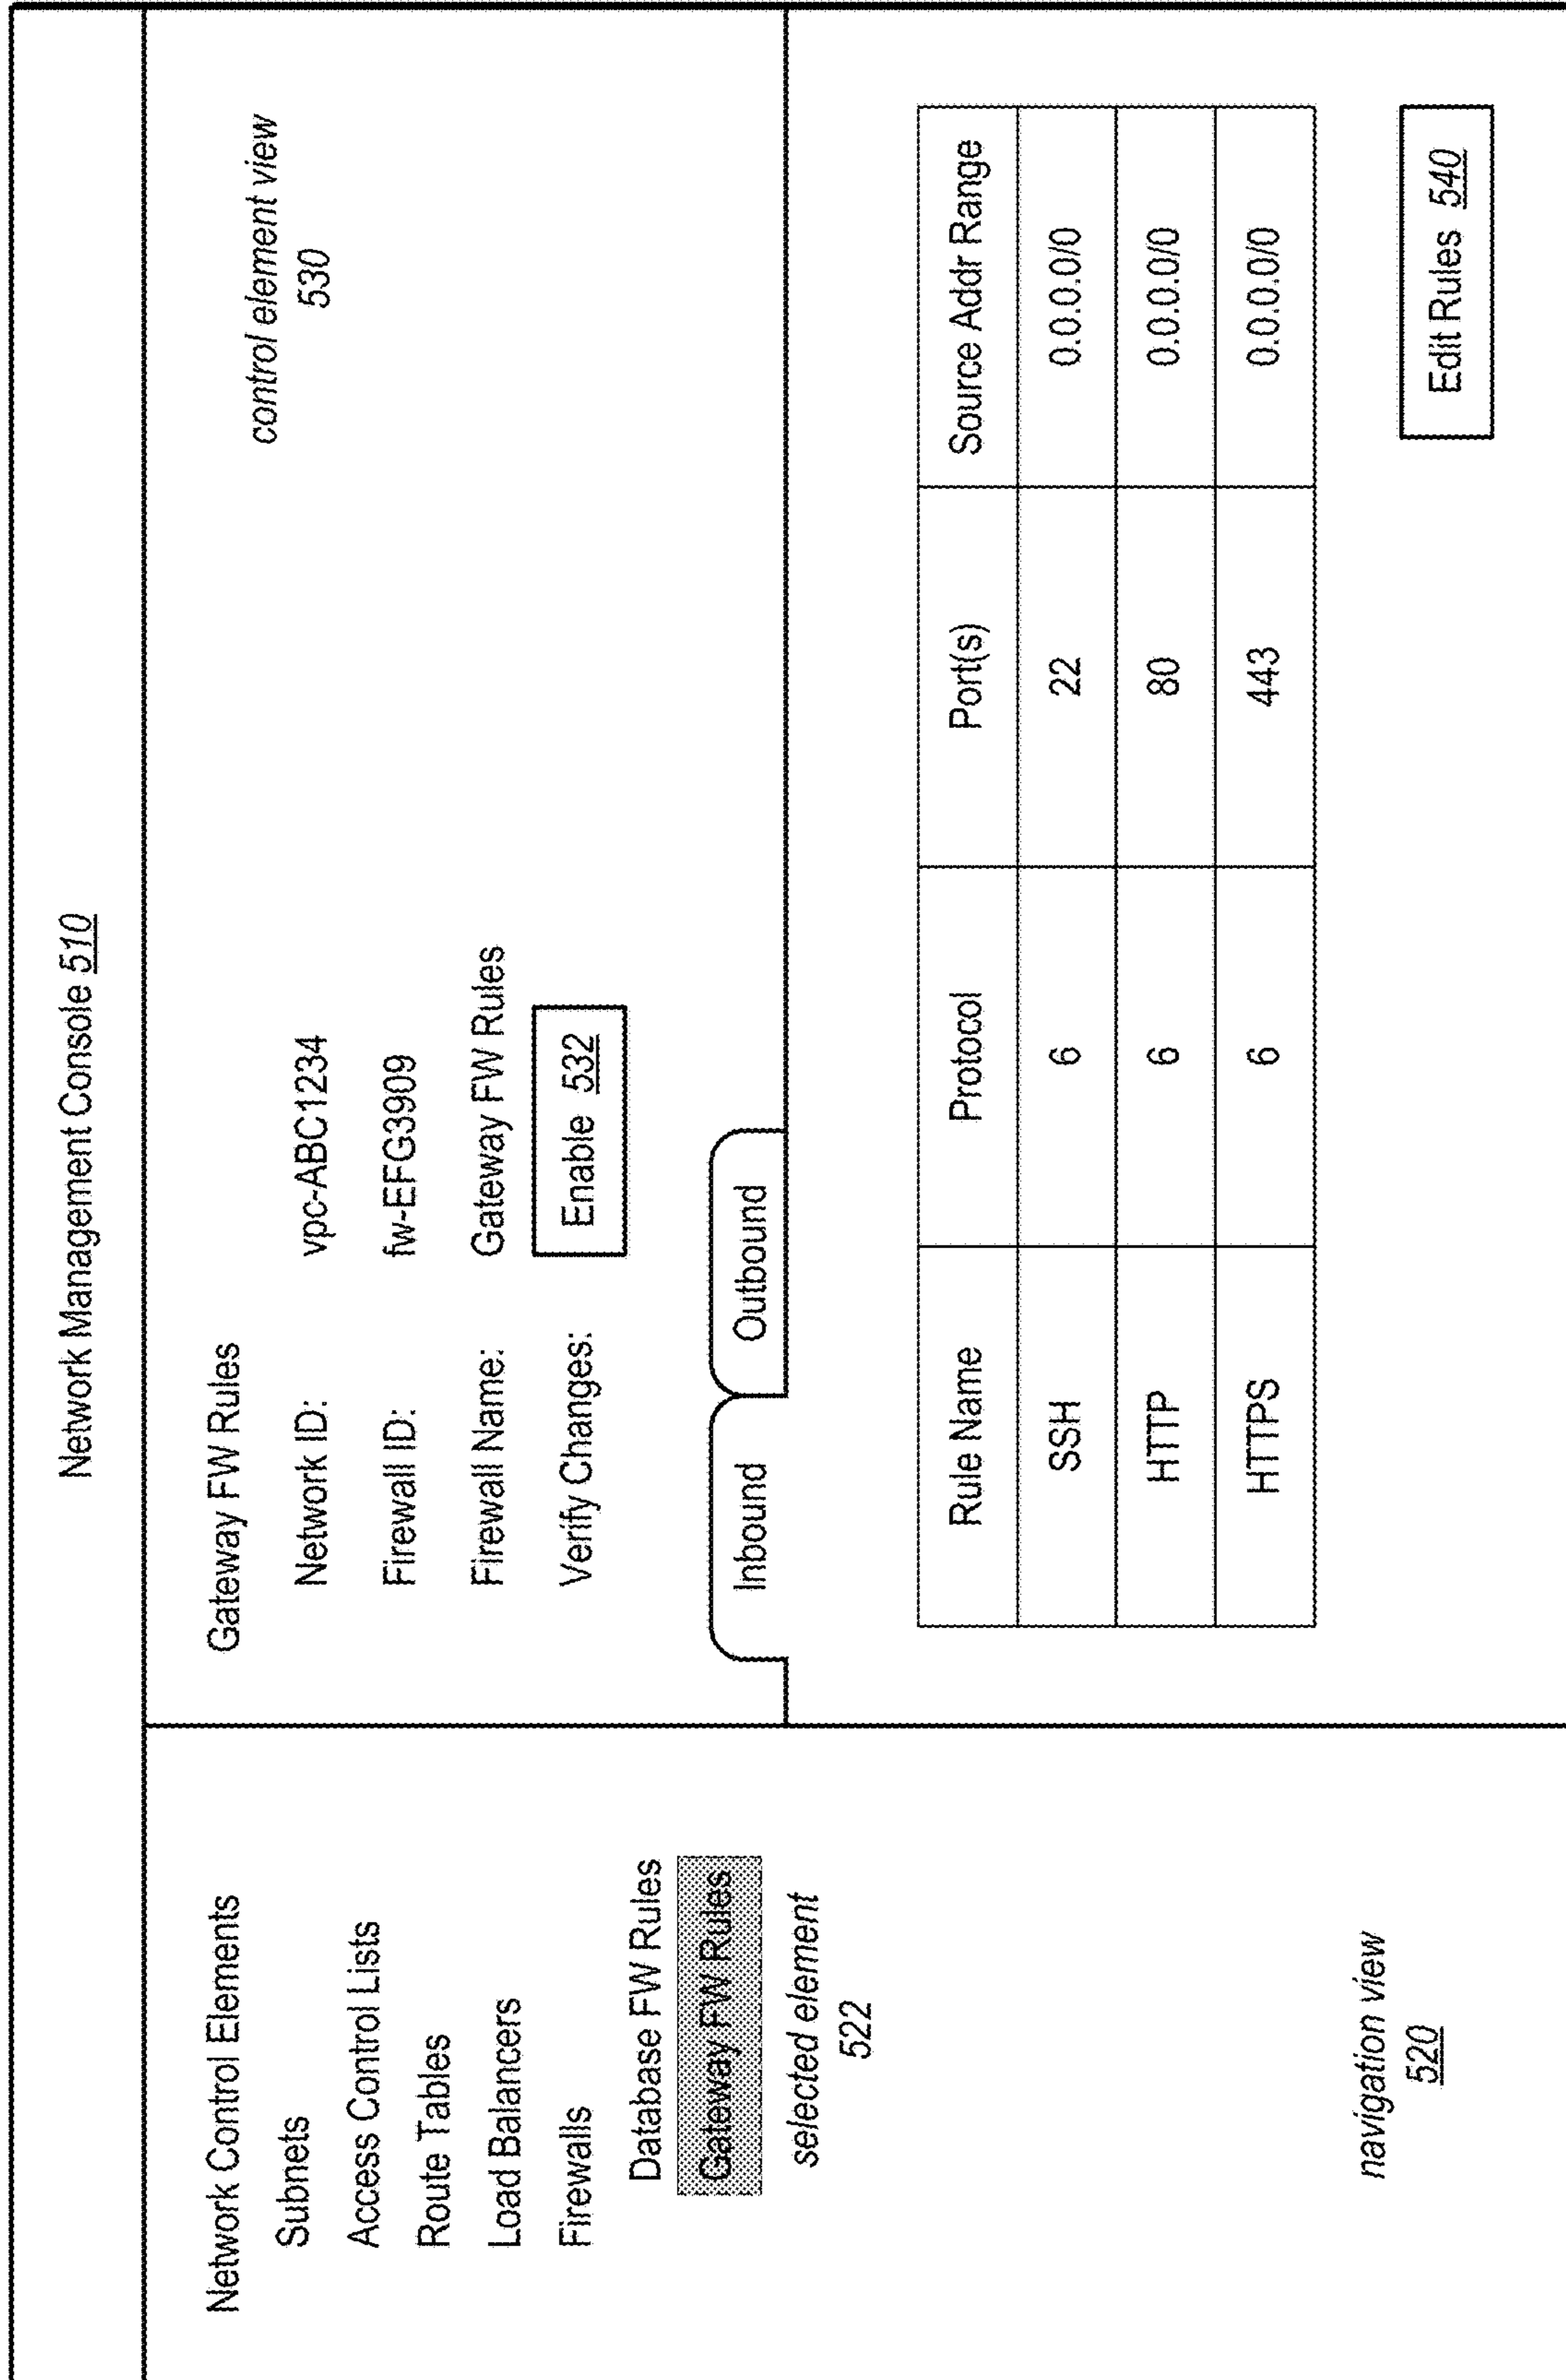 Network Management Console 510
Network Control Elements
Subnets
Access Control Lists
Route Tables
Load Balancers
Firewalls
Database FW Rules
Gateway FW Rules
selected element
522
navigation view
520
Gateway FW Rules
control element view
530
Network ID: vpc-ABC1234
Firewall ID: fw-EFG3909
Firewall Name: Gateway FW Rules
Verify Changes: Enable 532
Inbound Outbound
Rule Name Protocol Port(s) Source Addr Range
SSH 6 22 0.0.0.0/0
HTTP 6 80 0.0.0.0/0
HTTPS 6 443 0.0.0.0/0
Edit Rules 540